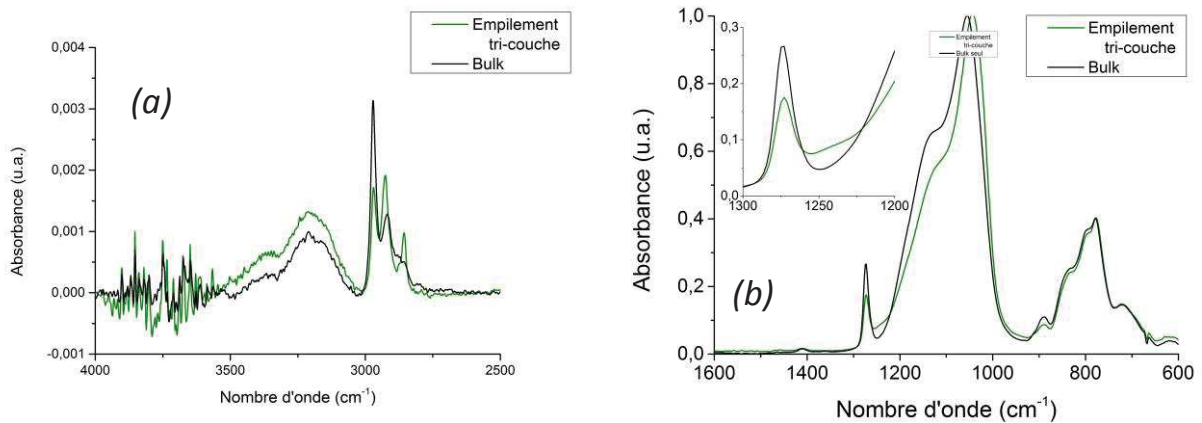 Empilement
tri-couche
Bulk
(a)
0,004
0,003
0,002
0,001
0,000
-0,001
Absorbance (u.a.)
4000 3500 3000 2500
Nombre d'onde (cm-1)
Empilement
tri-couche
Bulk
(b)
1,0
0,8
0,6
0,4
0,2
0,0
Absorbance (u.a.)
1600 1400 1200 1000 800 600
Nombre d'onde (cm-1)
Empilement
tri-couche
Bulk seul
0,3
0,2
0,1
0,0
1300 1250 1200